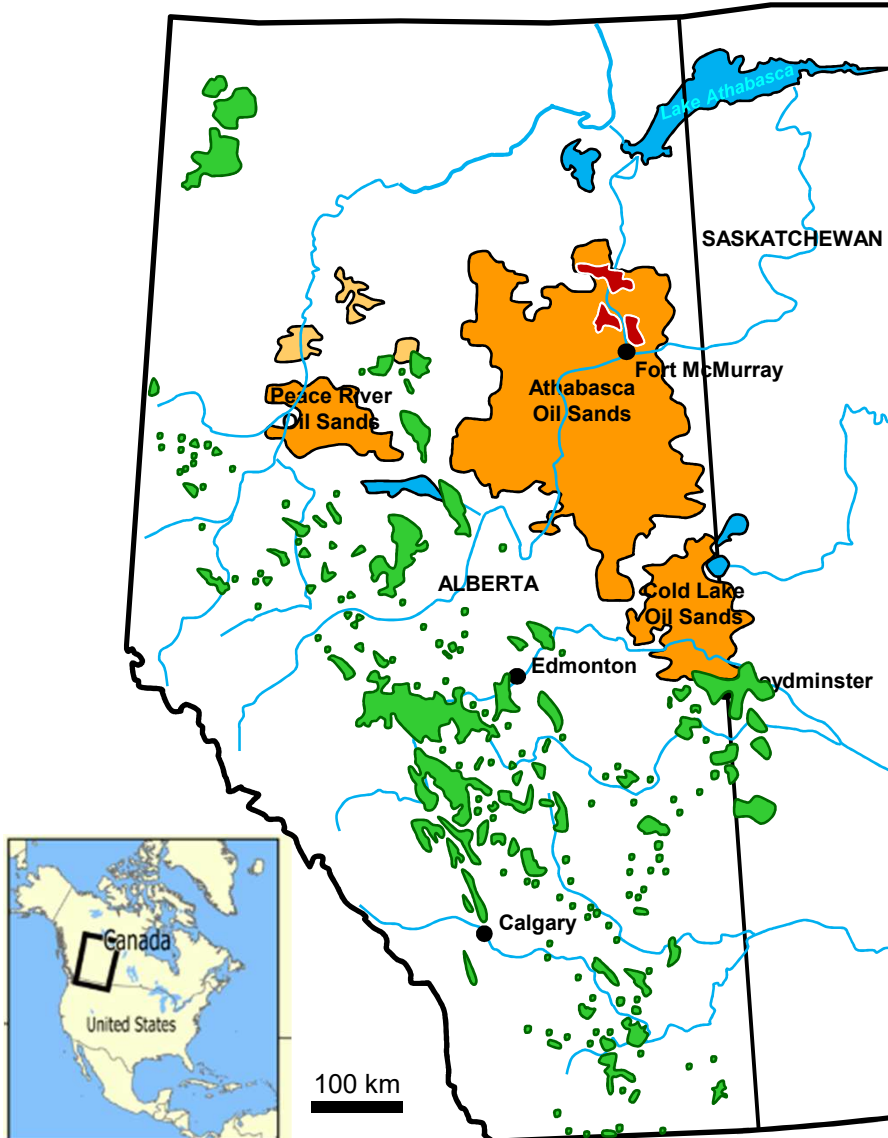 Lake Athabasca
SASKATCHEWAN
Fort McMurray
Athabasca
Oil Sands
Peace River
Oil Sands
ALBERTA
Cold Lake
Oil Sands
Edmonton
oydminster
Calgary
Canada
United States
100 km